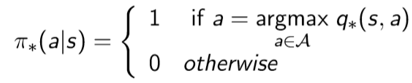 π∗(a|s) = { 1 if a = argmax q∗(s, a)
a∈𝒜
0 otherwise